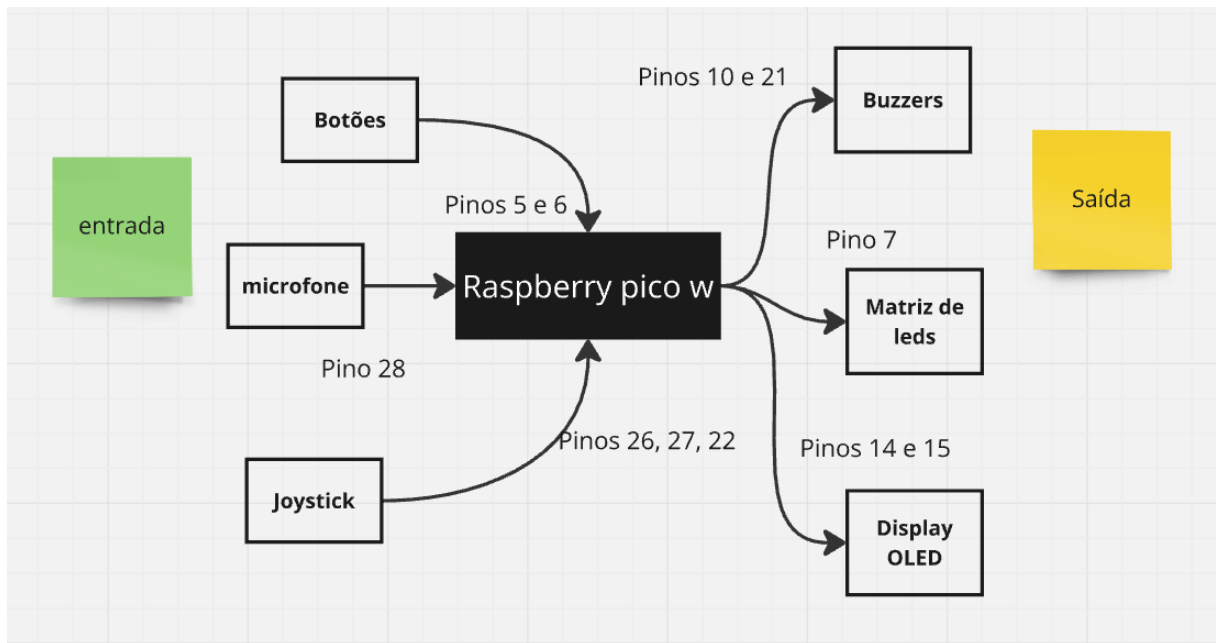 Pinos 10 e 21
Buzzers
Botões
Saída
entrada
Pinos 5 e 6
Pino 7
microfone
Raspberry pico w
Matriz de
leds
Pino 28
Pinos 26, 27, 22
Pinos 14 e 15
Joystick
Display
OLED